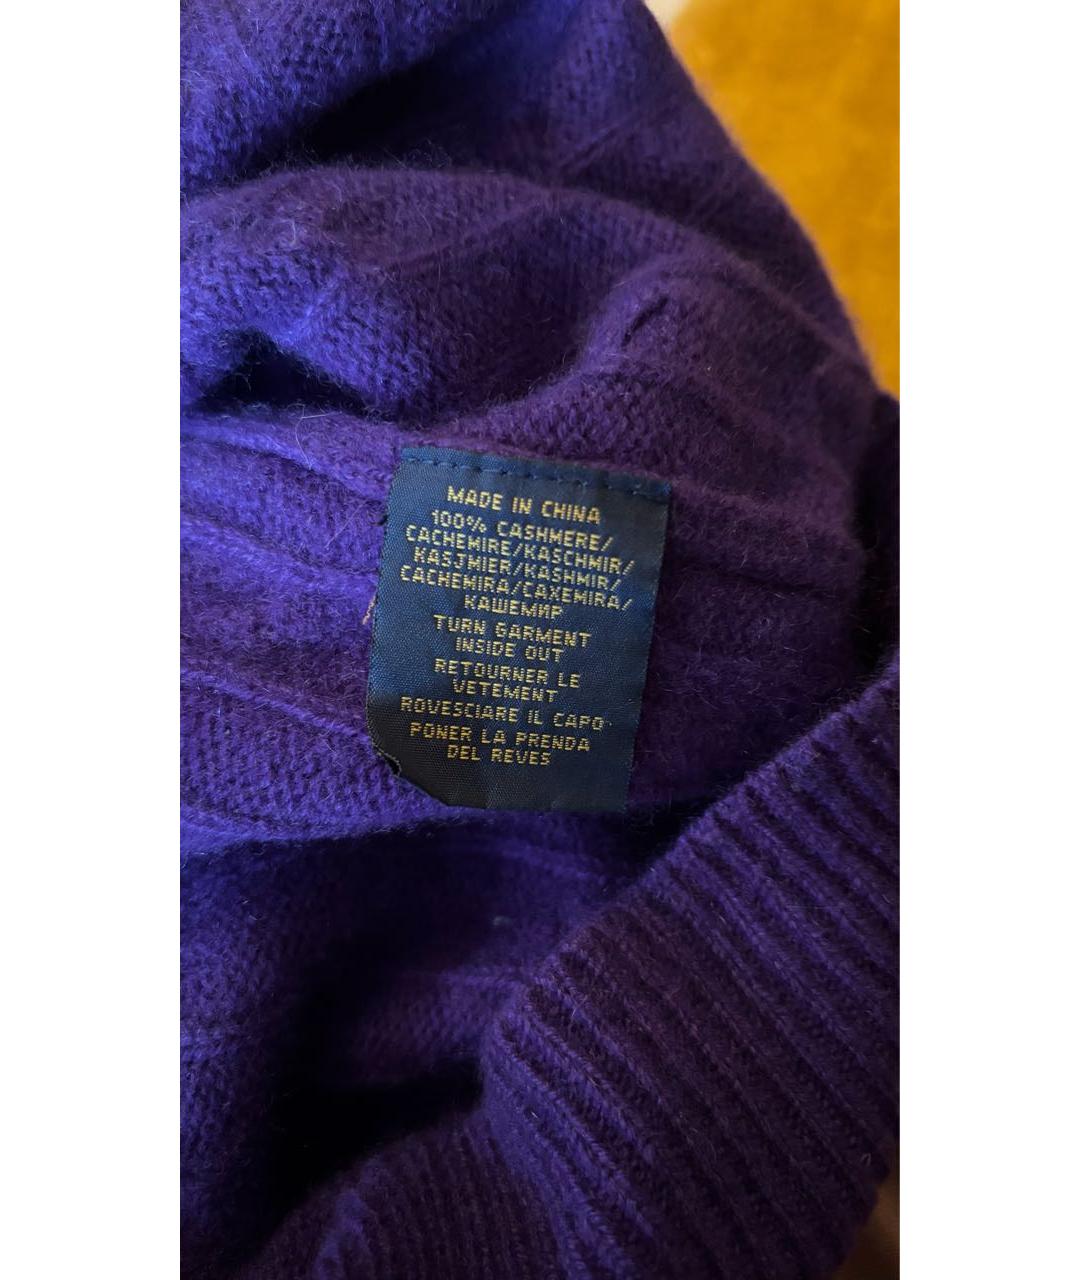 MADE IN CHINA
100% CASHMERE/
CACHEMIRE/KASCHMIR/
KASJMIER/KASHMIR/
CACHEMIRA/CAXEMIRA/
КАШЕМИР
TURN GARMENT
INSIDE OUT
RETOURNER LE
VETEMENT
ROVESCIARE IL CAPO
PONER LA PRENDA
DEL REVES